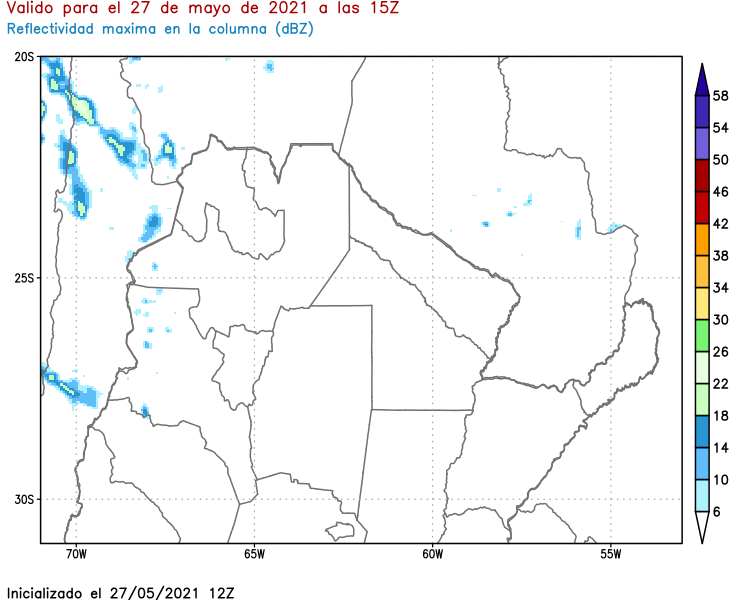 Valido para el 27 de mayo de 2021 a las 15Z
Reflectividad maxima en la columna (dBZ)
20S
25S
30S
70W
65W
60W
55W
58
54
50
46
42
38
34
30
26
22
18
14
10
6
Inicializado el 27/05/2021 12Z